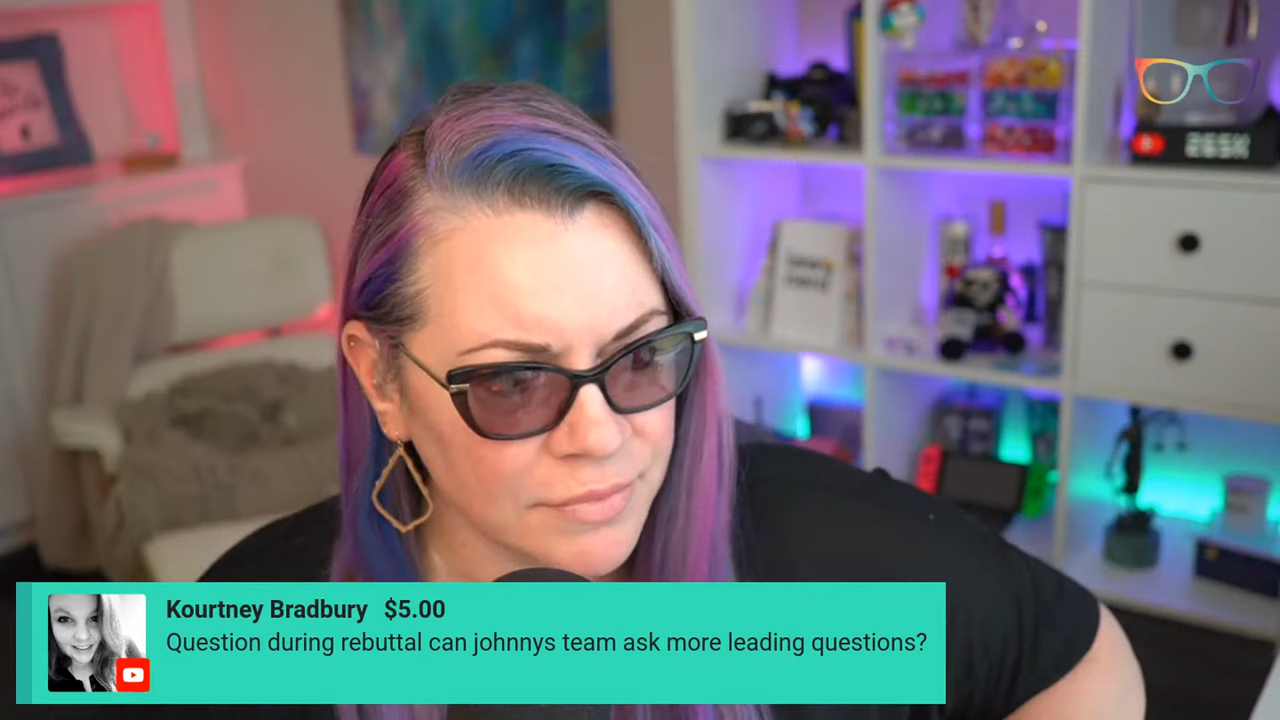 Kourtney Bradbury $5.00
Question during rebuttal can johnnys team ask more leading questions?